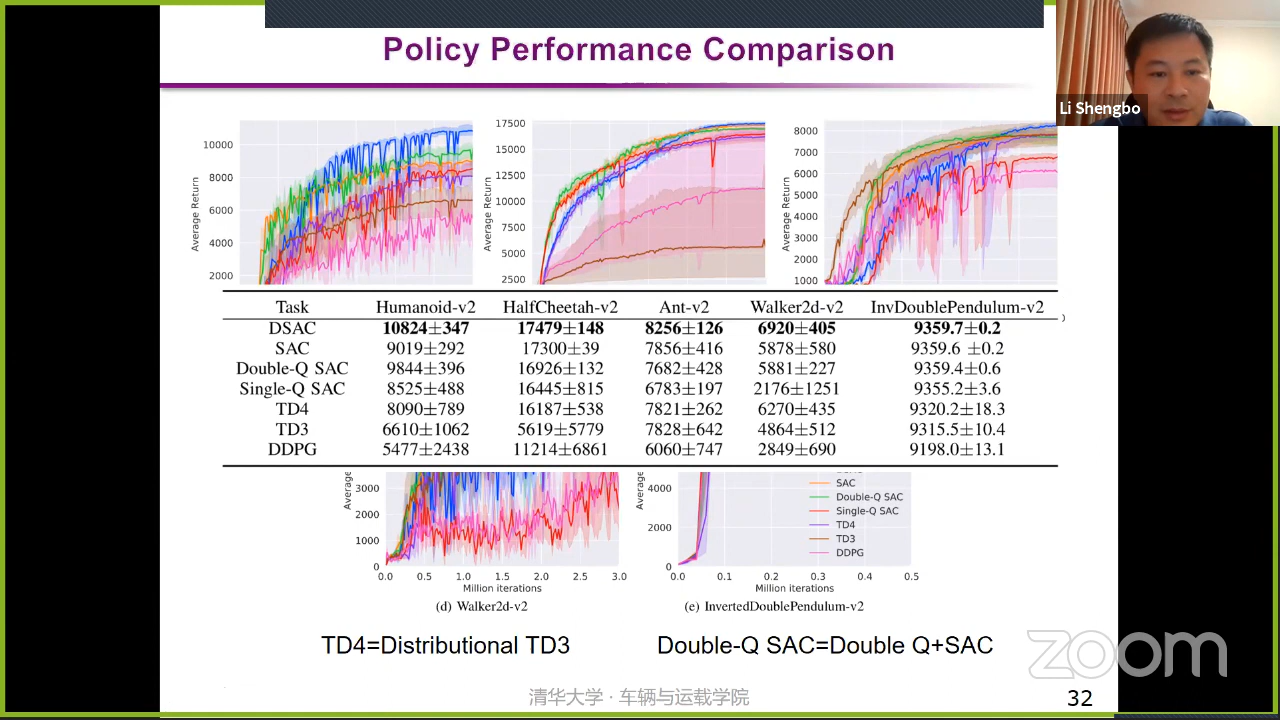 Policy Performance Comparison
Li Shengbo
10000
8000
6000
4000
2000
Average Return
17500
15000
12500
10000
7500
5000
2500
Average Return
8000
7000
6000
5000
4000
3000
2000
1000
Average Return
Task Humanoid-v2 HalfCheetah-v2 Ant-v2 Walker2d-v2 InvDoublePendulum-v2
DSAC 10824±347 17479±148 8256±126 6920±405 9359.7±0.2
SAC 9019±292 17300±39 7856±416 5878±580 9359.6 ±0.2
Double-Q SAC 9844±396 16926±132 7682±428 5881±227 9359.4±0.6
Single-Q SAC 8525±488 16445±815 6783±197 2176±1251 9355.2±3.6
TD4 8090±789 16187±538 7821±262 6270±435 9320.2±18.3
TD3 6610±1062 5619±5779 7828±642 4864±512 9315.5±10.4
DDPG 5477±2438 11214±6861 6060±747 2849±690 9198.0±13.1
Average
3000
2000
1000
0
0.0 0.5 1.0 1.5 2.0 2.5 3.0
Million iterations
(d) Walker2d-v2
Average
4000
2000
0
SAC
Double-Q SAC
Single-Q SAC
TD4
TD3
DDPG
0.0 0.1 0.2 0.3 0.4 0.5
Million iterations
(e) InvertedDoublePendulum-v2
TD4=Distributional TD3
Double-Q SAC=Double Q+SAC
zoom
清华大学 · 车辆与运载学院
32